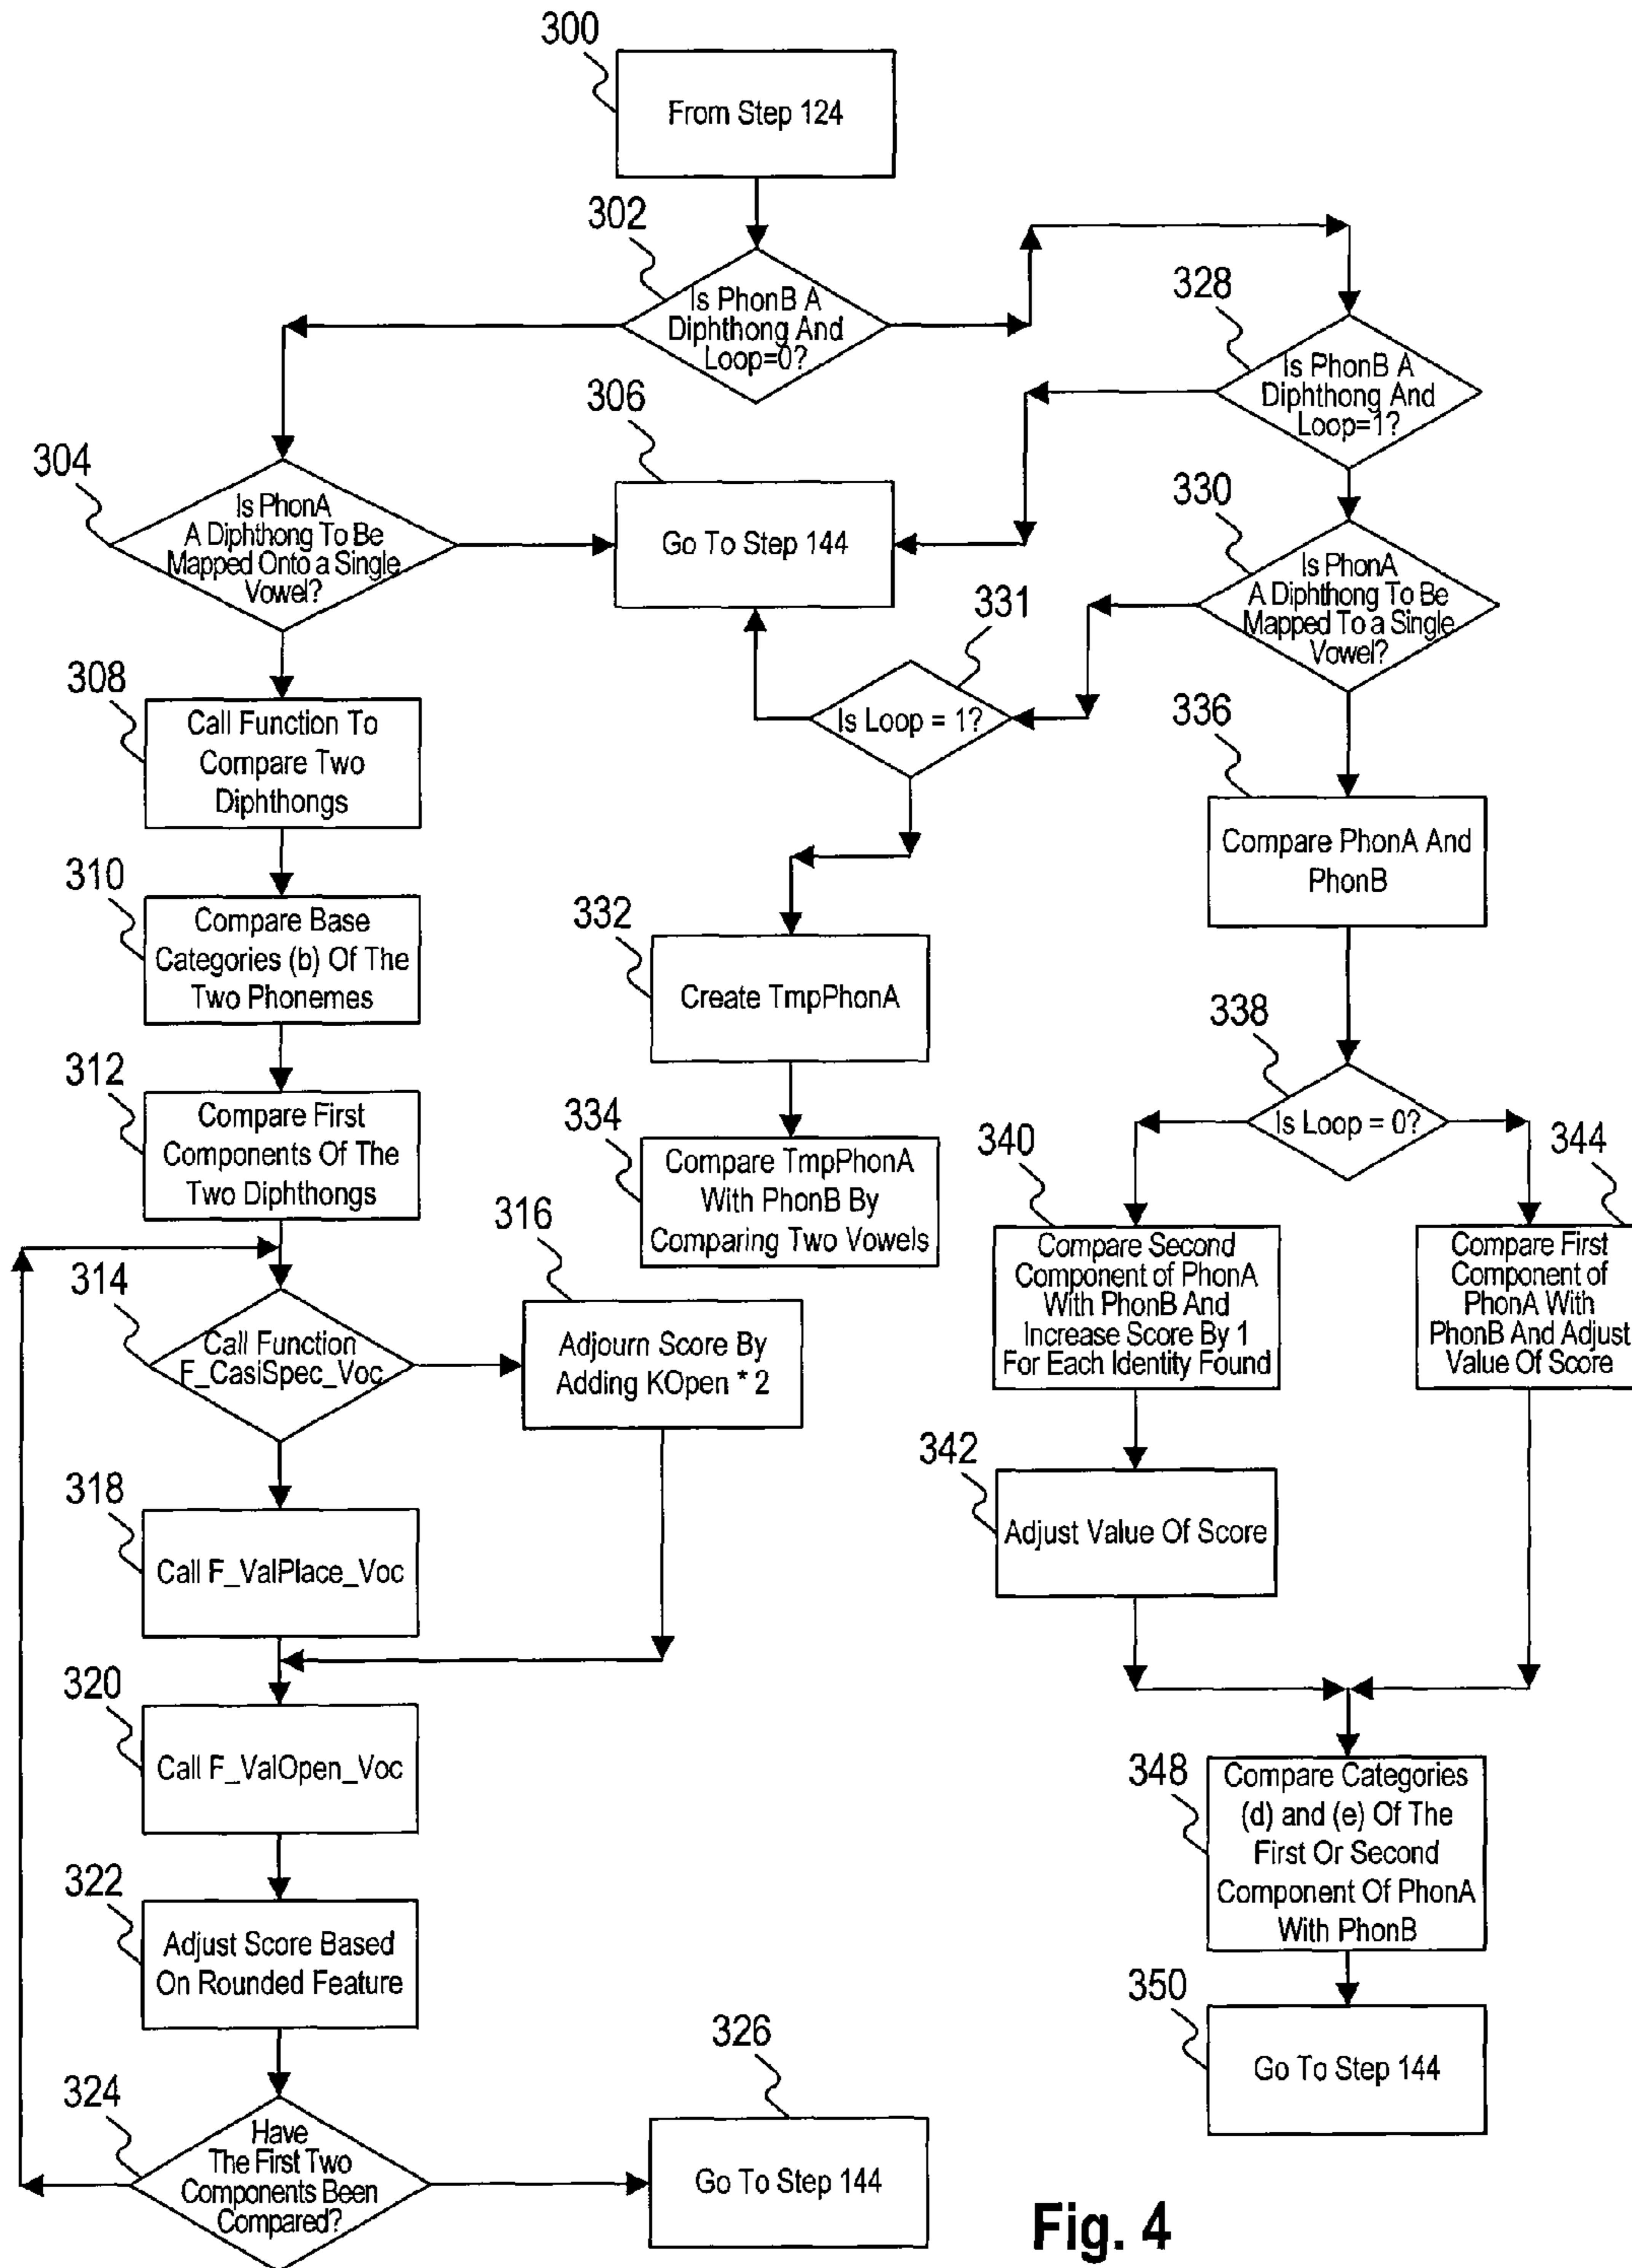 300
From Step 124
302
Is PhonB A
Diphthong And
Loop=0?
328
Is PhonB A
Diphthong And
Loop=1?
304
Is PhonA
A Diphthong To Be
Mapped Onto a Single
Vowel?
306
Go To Step 144
330
Is PhonA
A Diphthong To Be
Mapped To a Single
Vowel?
331
Is Loop = 1?
308
Call Function To
Compare Two
Diphthongs
336
Compare PhonA And
PhonB
310
Compare Base
Categories (b) Of The
Two Phonemes
332
Create TmpPhonA
338
Is Loop = 0?
312
Compare First
Components Of The
Two Diphthongs
334
Compare TmpPhonA
With PhonB By
Comparing Two Vowels
340
Compare Second
Component of PhonA
With PhonB And
Increase Score By 1
For Each Identity Found
344
Compare First
Component of
PhonA With
PhonB And Adjust
Value Of Score
314
Call Function
F_CasiSpec_Voc
316
Adjourn Score By
Adding KOpen * 2
342
Adjust Value Of Score
318
Call F_ValPlace_Voc
320
Call F_ValOpen_Voc
348
Compare Categories
(d) and (e) Of The
First Or Second
Component Of PhonA
With PhonB
322
Adjust Score Based
On Rounded Feature
350
Go To Step 144
324
Have
The First Two
Components Been
Compared?
326
Go To Step 144
Fig. 4